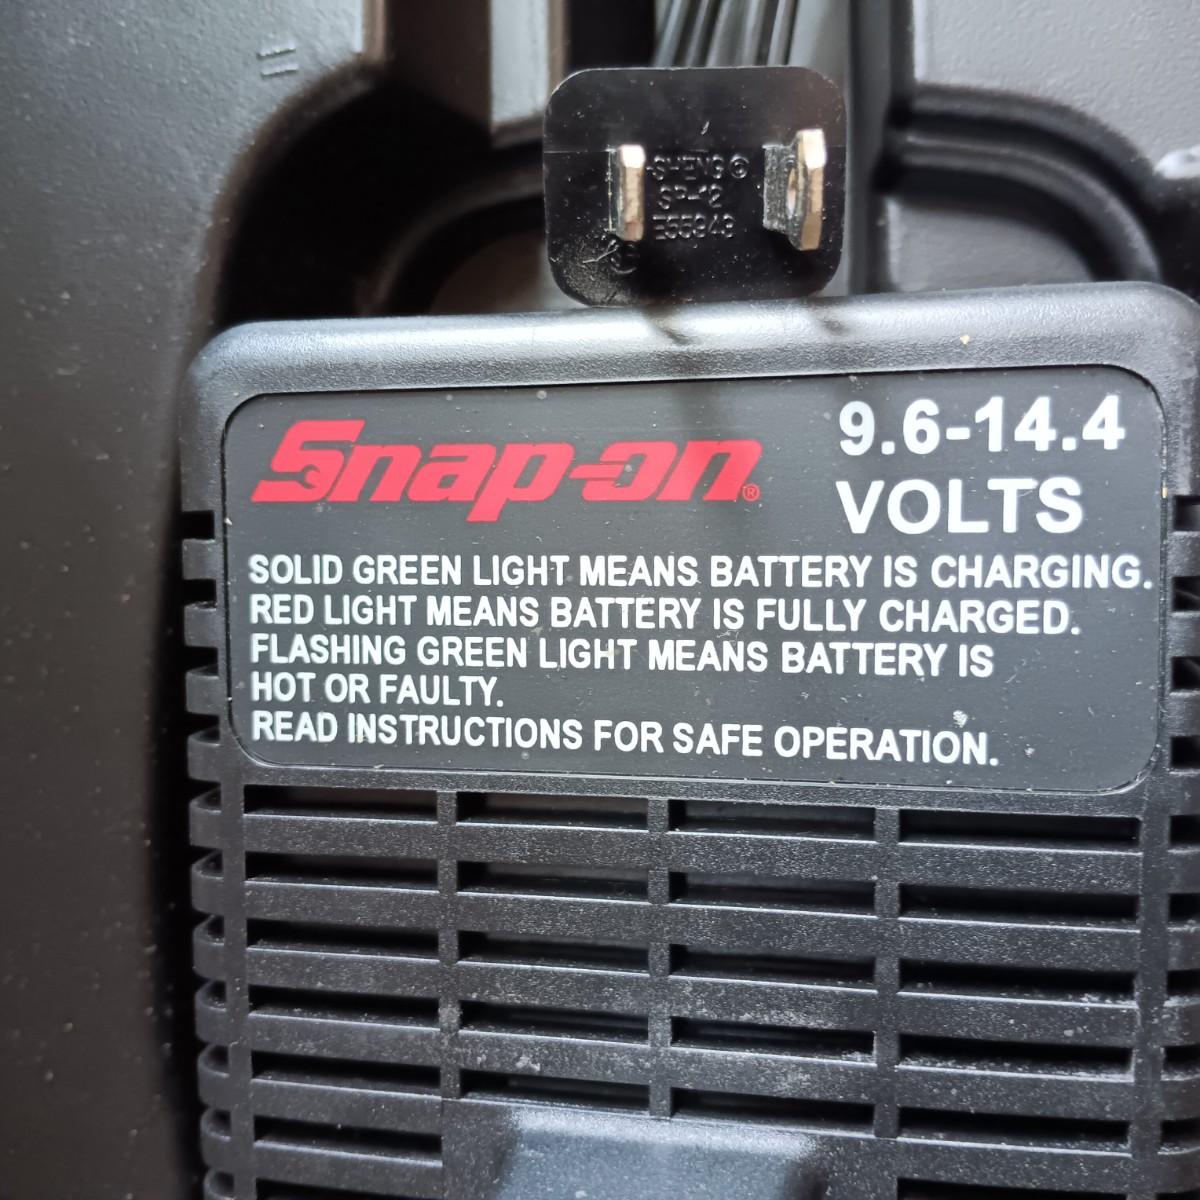 SHENG
SP-12
E55943
Snap-on®
9.6-14.4
VOLTS
SOLID GREEN LIGHT MEANS BATTERY IS CHARGING.
RED LIGHT MEANS BATTERY IS FULLY CHARGED.
FLASHING GREEN LIGHT MEANS BATTERY IS
HOT OR FAULTY.
READ INSTRUCTIONS FOR SAFE OPERATION.